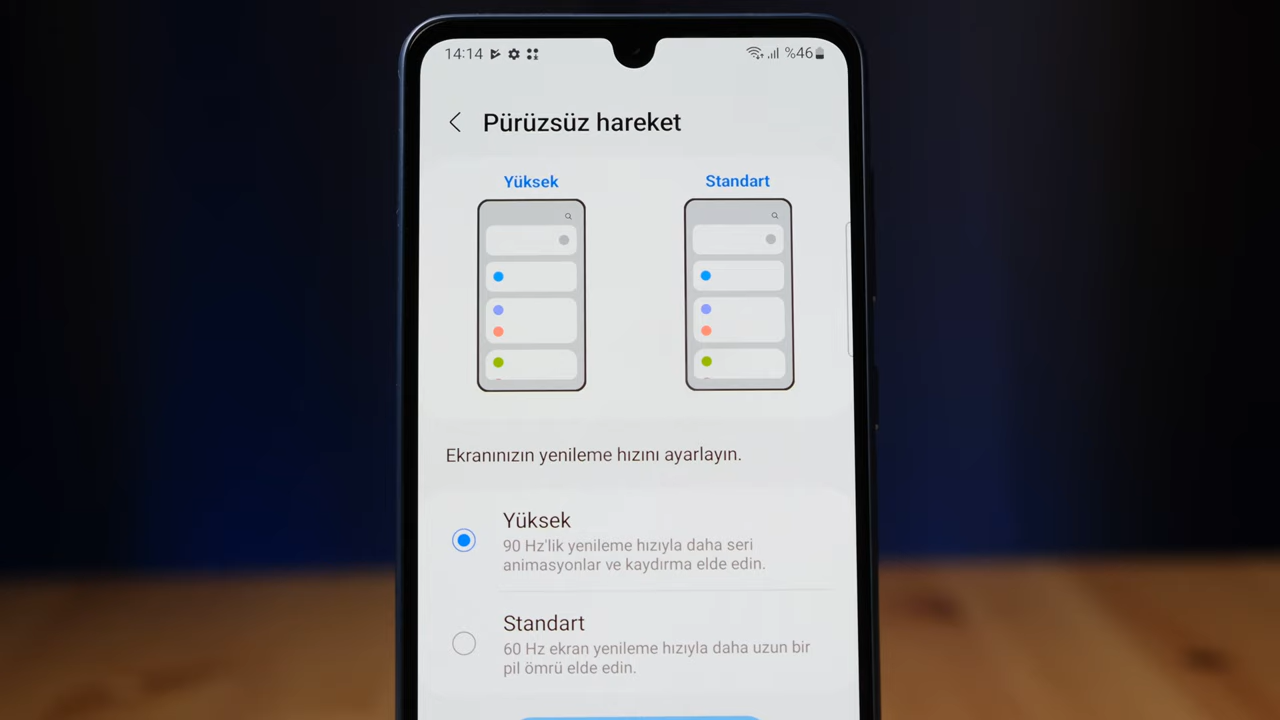 14:14 %46
Pürüzsüz hareket
Yüksek Standart
Ekranınızın yenileme hızını ayarlayın.
Yüksek
90 Hz'lik yenileme hızıyla daha seri
animasyonlar ve kaydırma elde edin.
Standart
60 Hz ekran yenileme hızıyla daha uzun bir
pil ömrü elde edin.